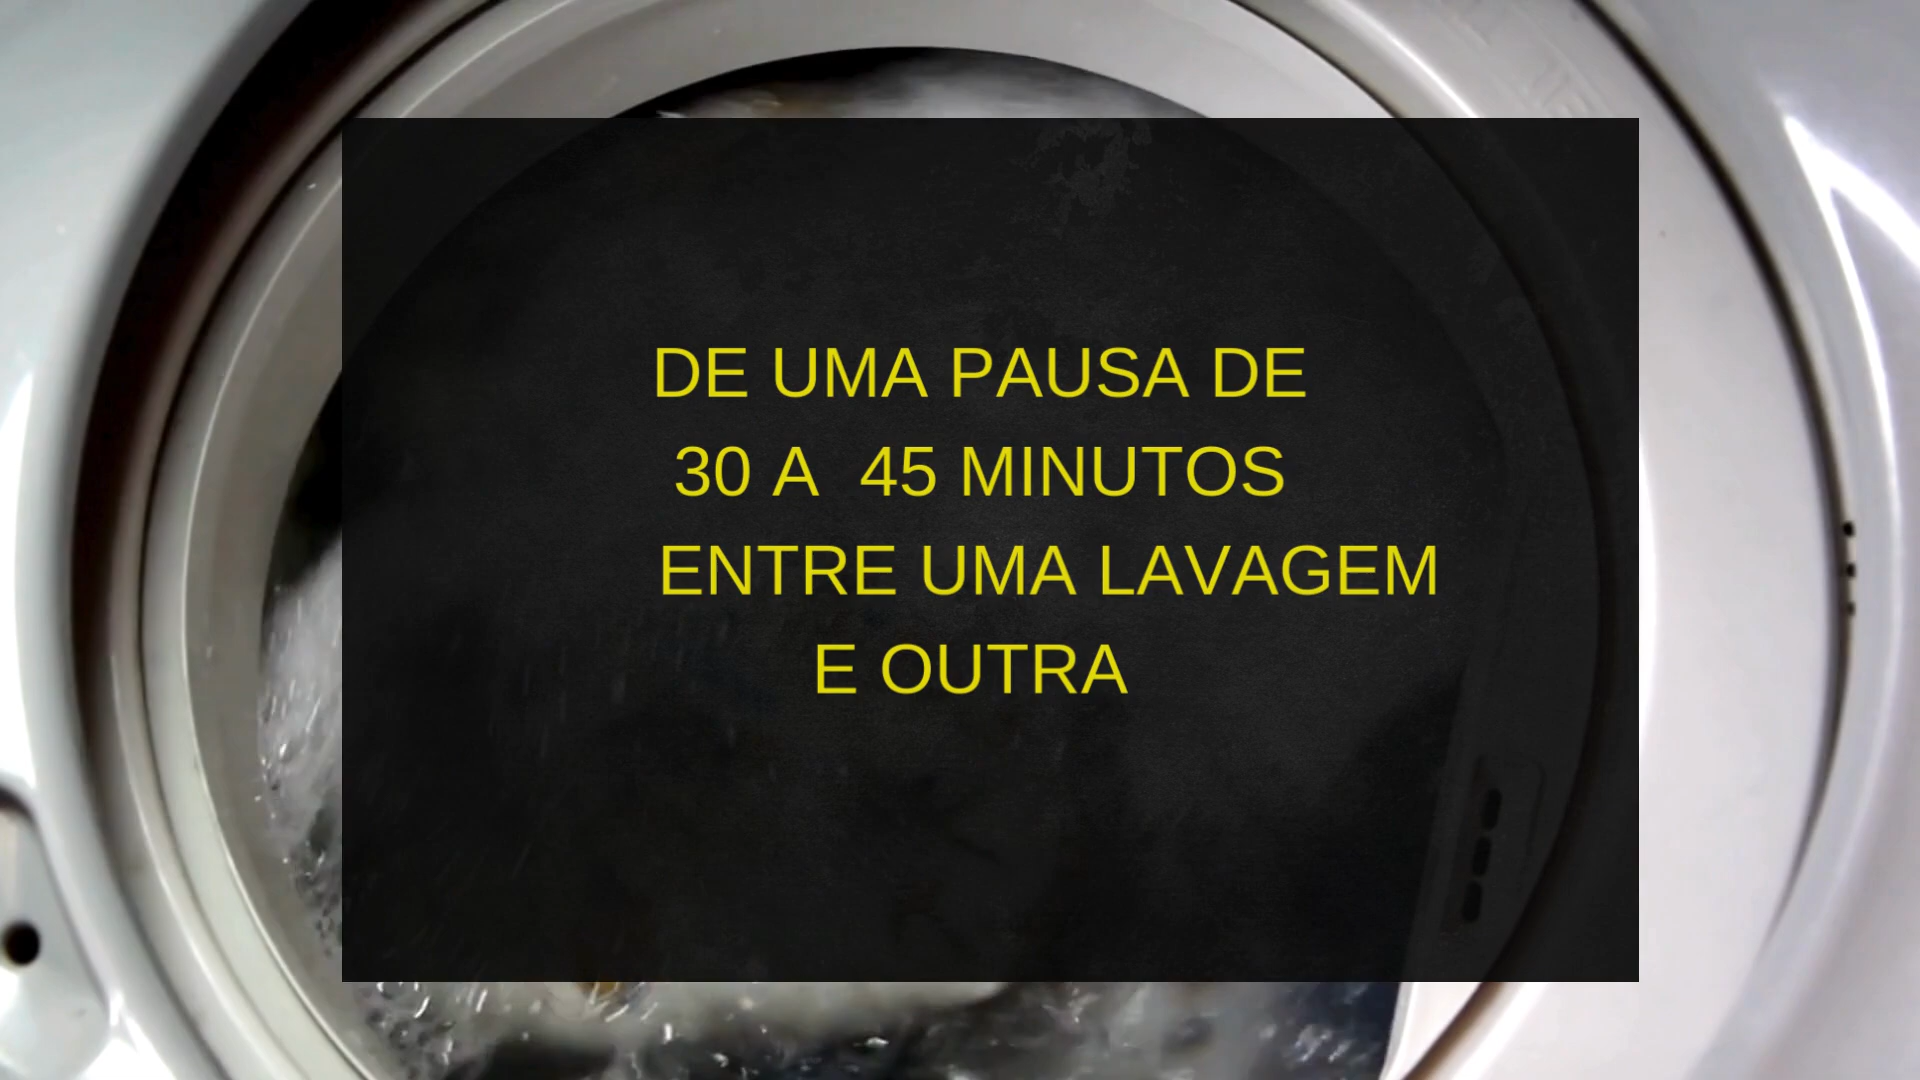 DE UMA PAUSA DE
30 A 45 MINUTOS
ENTRE UMA LAVAGEM
E OUTRA